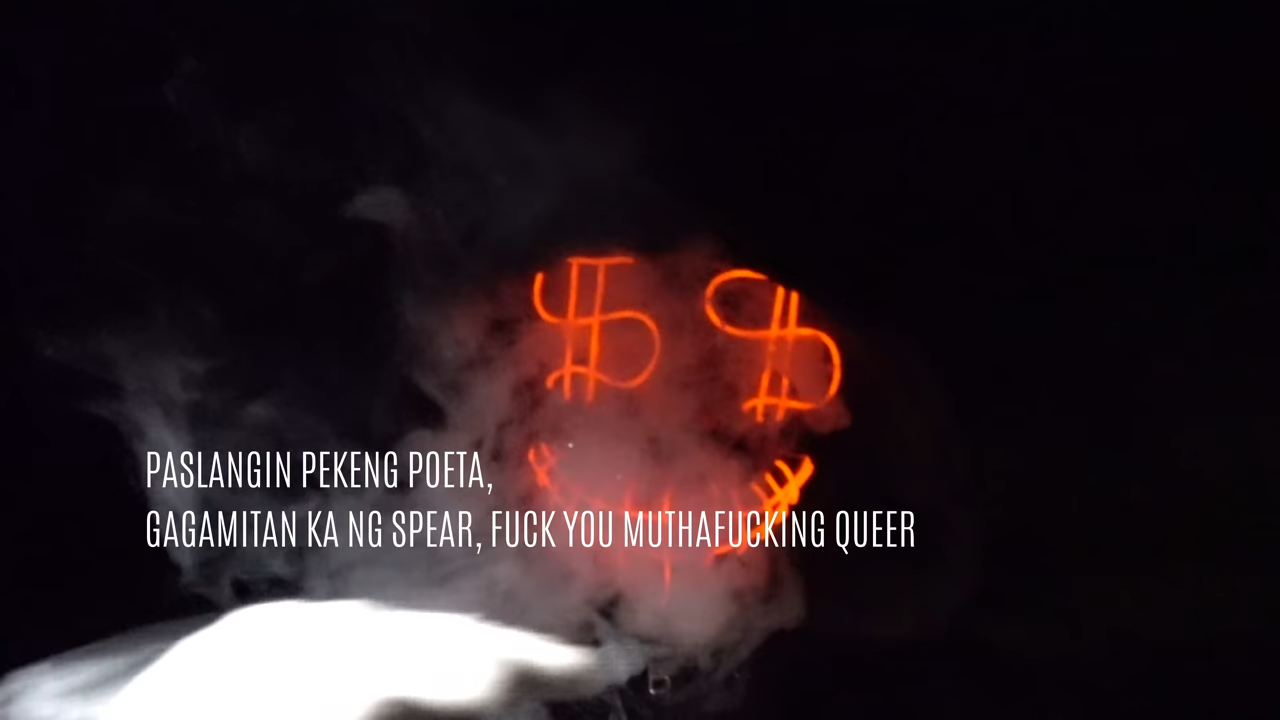 PASLANGIN PEKENG POETA,
GAGAMITAN KA NG SPEAR, FUCK YOU MUTHAFUCKING QUEER